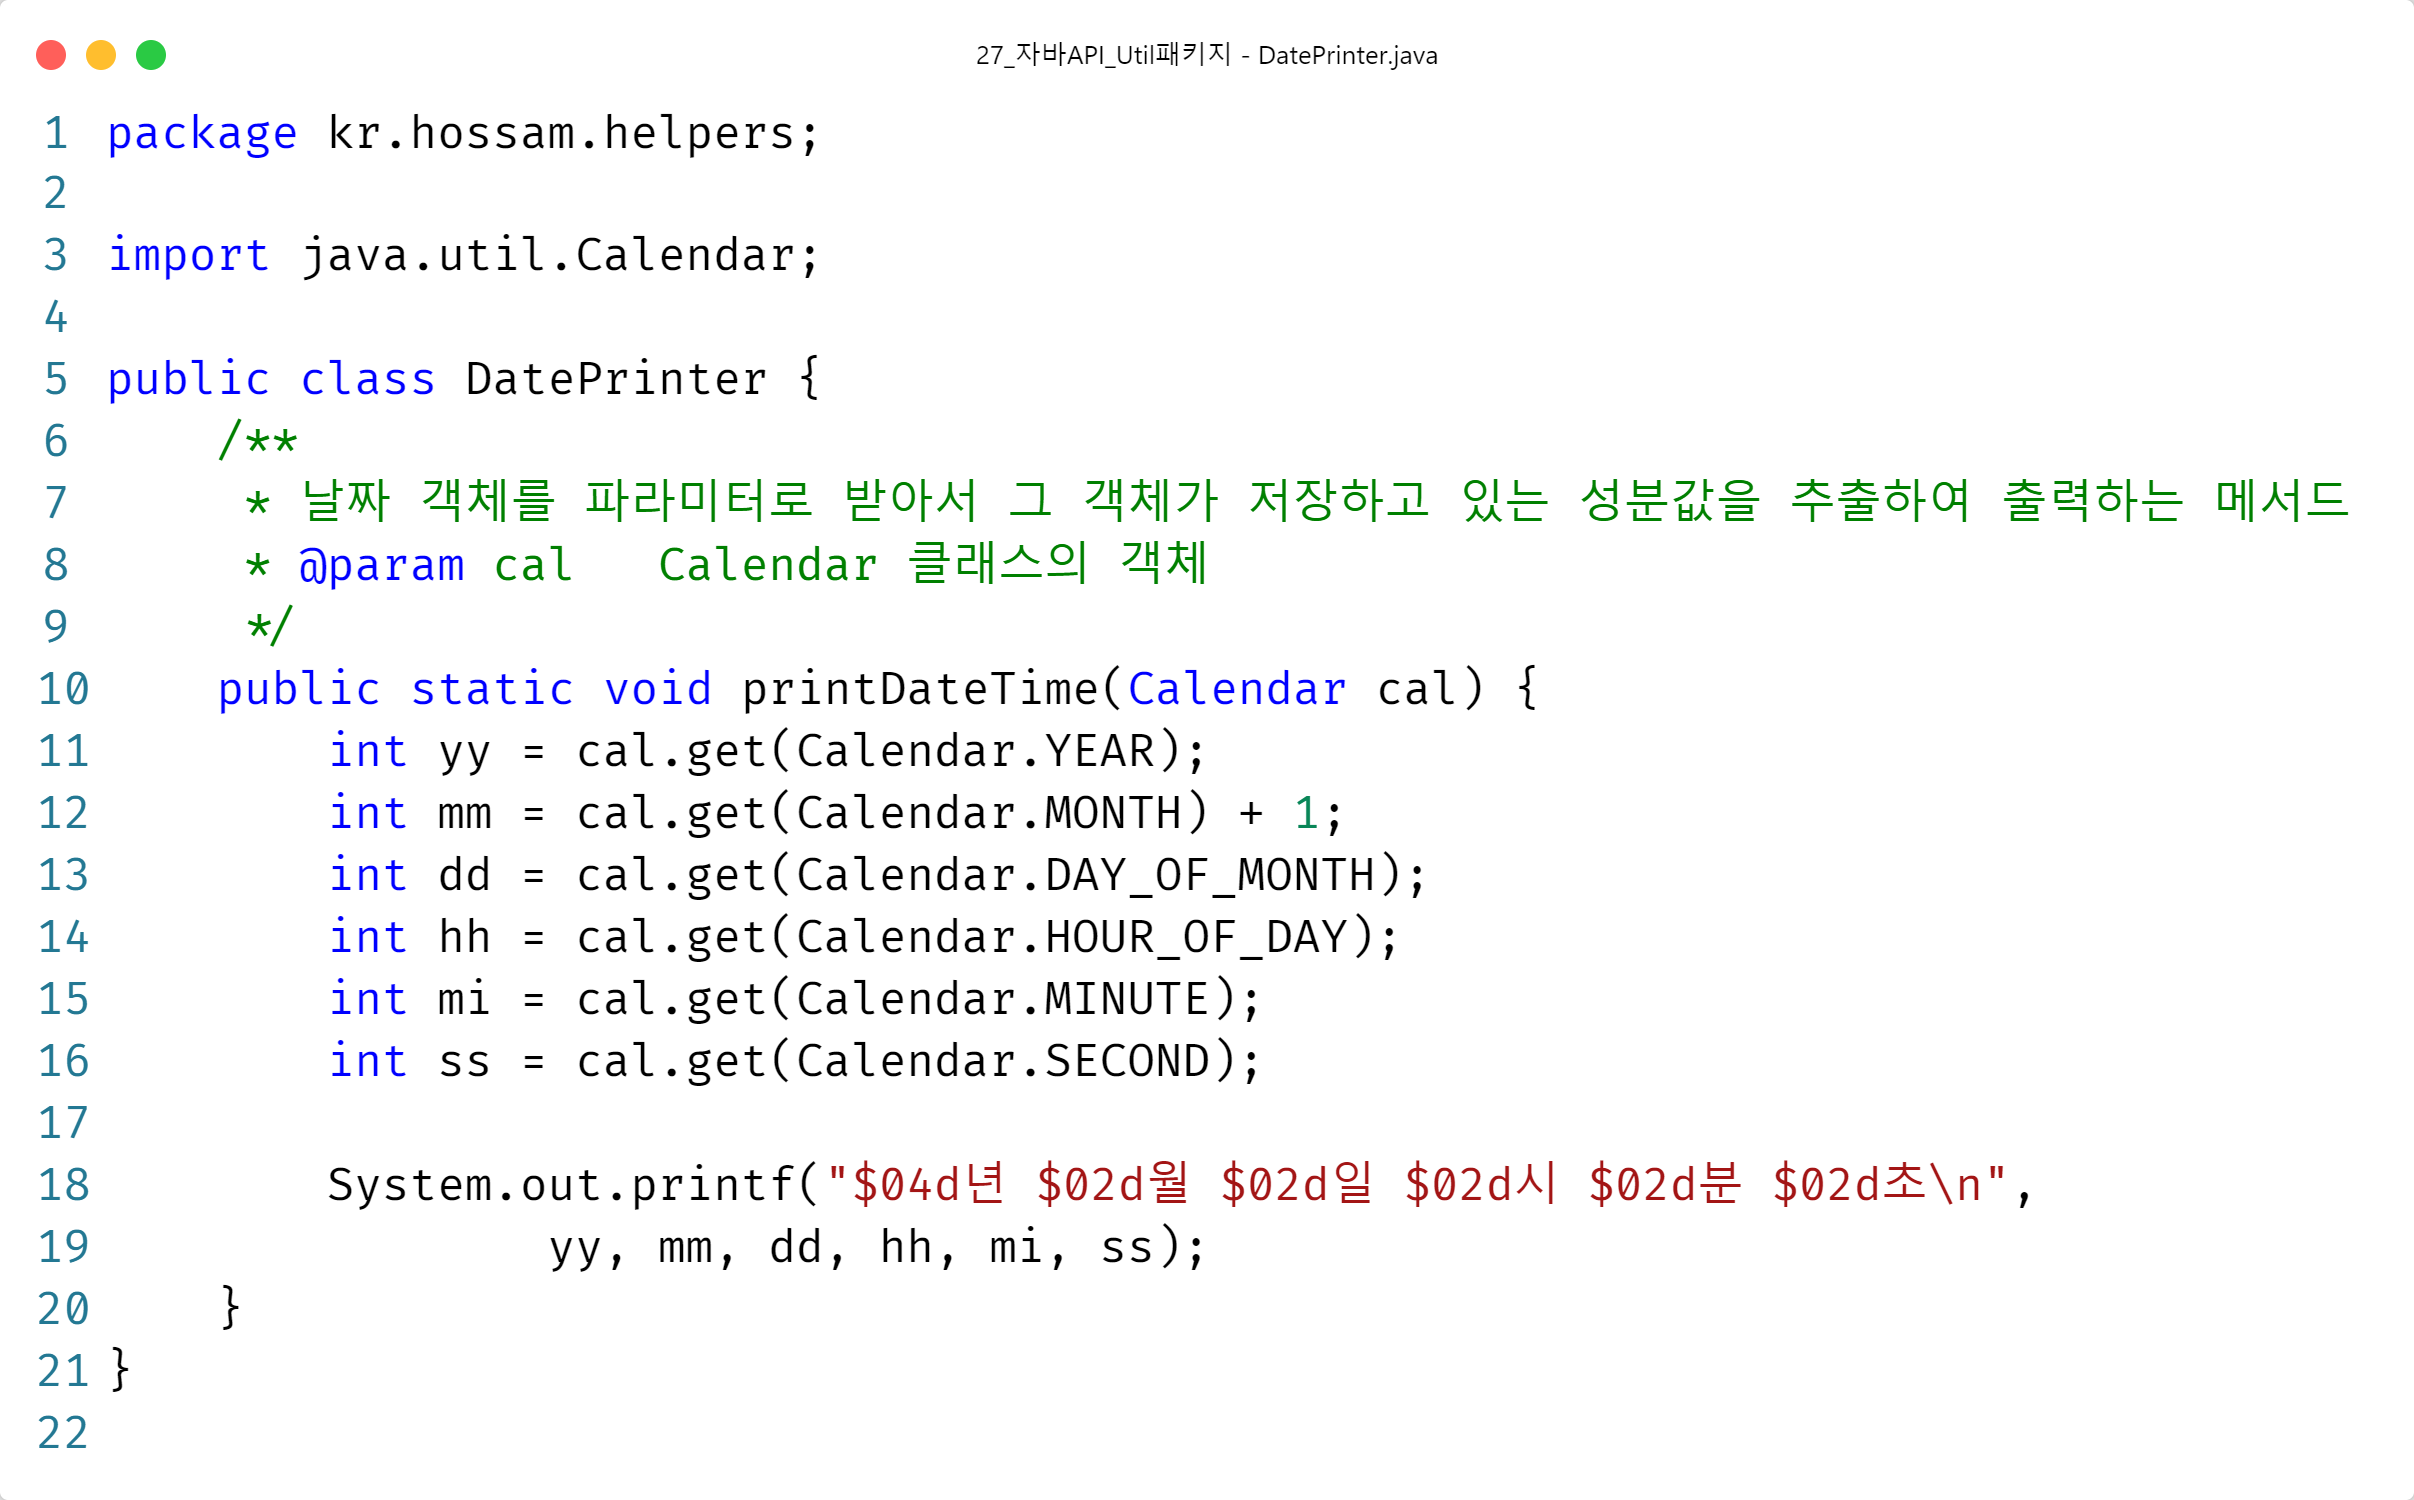 27_자바API_Util패키지 - DatePrinter.java
1 package kr.hossam.helpers;
2
3 import java.util.Calendar;
4
5 public class DatePrinter {
6     /**
7      * 날짜 객체를 파라미터로 받아서 그 객체가 저장하고 있는 성분값을 추출하여 출력하는 메서드
8      * @param cal   Calendar 클래스의 객체
9      */
10     public static void printDateTime(Calendar cal) {
11         int yy = cal.get(Calendar.YEAR);
12         int mm = cal.get(Calendar.MONTH) + 1;
13         int dd = cal.get(Calendar.DAY_OF_MONTH);
14         int hh = cal.get(Calendar.HOUR_OF_DAY);
15         int mi = cal.get(Calendar.MINUTE);
16         int ss = cal.get(Calendar.SECOND);
17
18         System.out.printf("$04d년 $02d월 $02d일 $02d시 $02d분 $02d초\n",
19                 yy, mm, dd, hh, mi, ss);
20     }
21 }
22